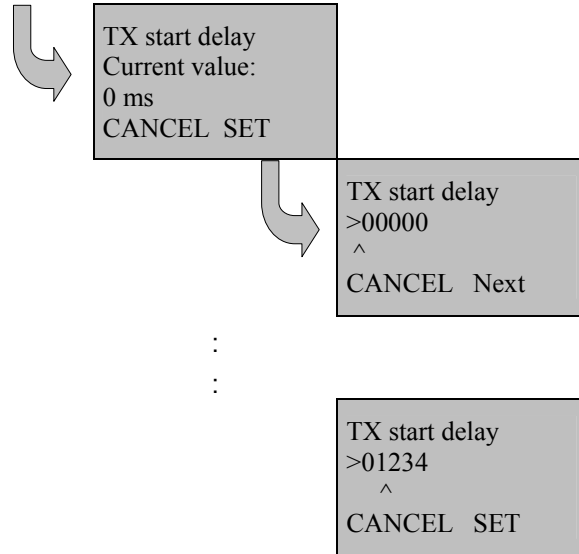 TX start delay
Current value:
0 ms
CANCEL SET
TX start delay
>00000
^
CANCEL Next
:
:
TX start delay
>01234
^
CANCEL SET